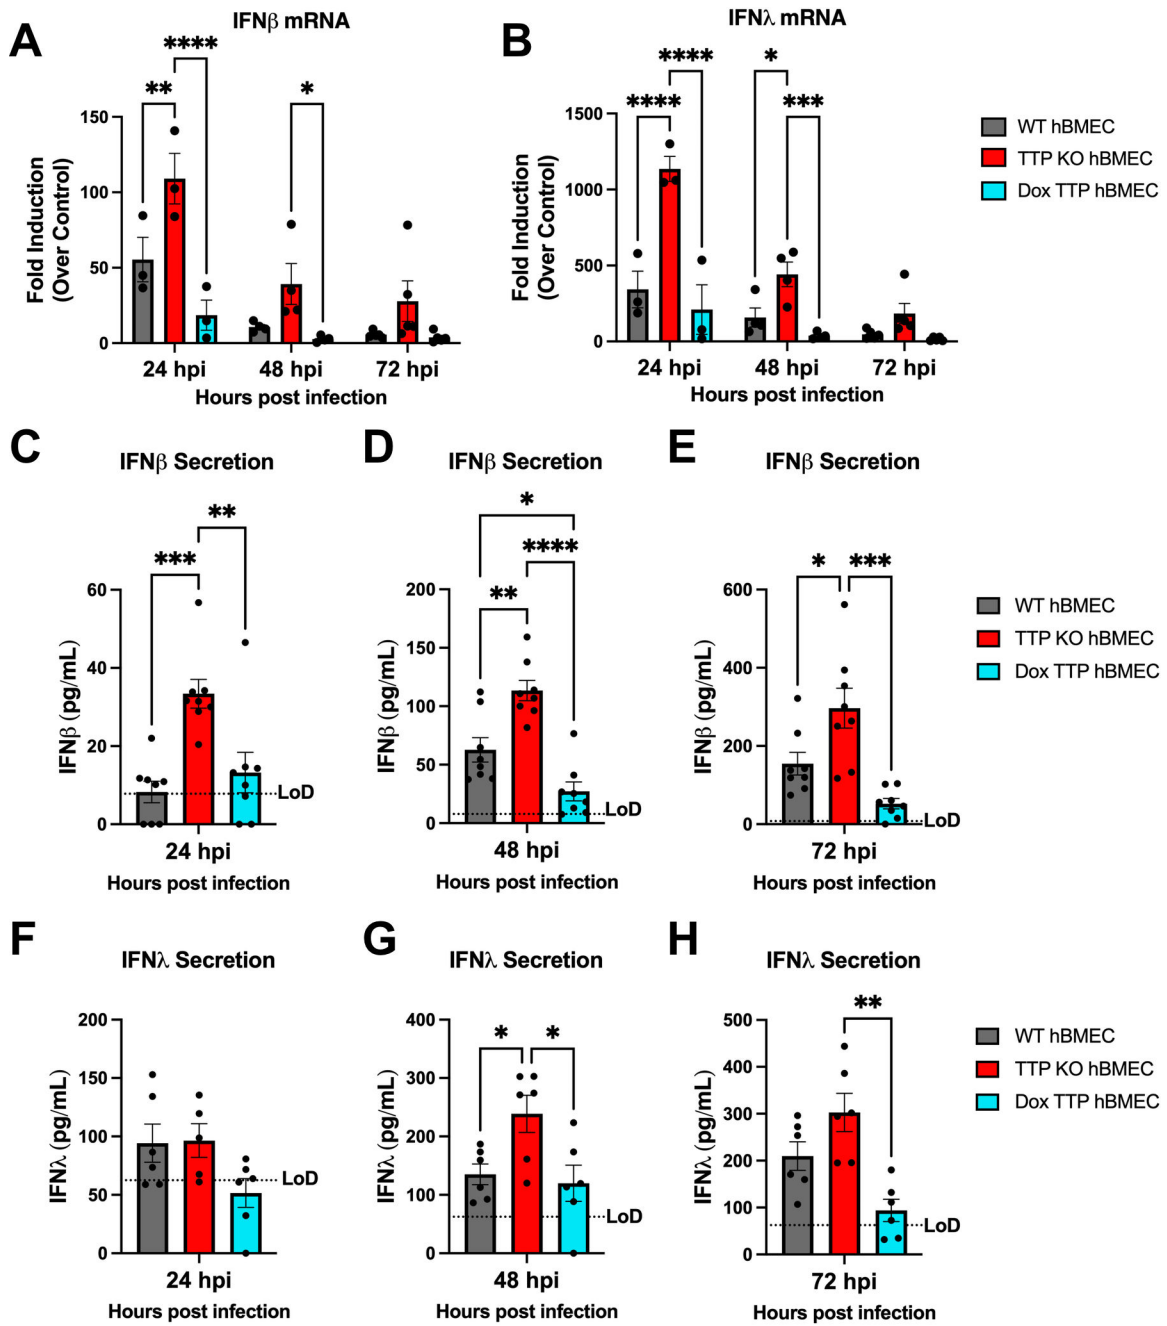 A
IFNβ mRNA
****
**
*
150
100
50
0
Fold Induction
(Over Control)
24 hpi
48 hpi
72 hpi
Hours post infection
B
IFNλ mRNA
****
*
****
***
1500
1000
500
0
Fold Induction
(Over Control)
24 hpi
48 hpi
72 hpi
Hours post infection
WT hBMEC
TTP KO hBMEC
Dox TTP hBMEC
C
IFNβ Secretion
**
***
60
40
20
0
IFNβ (pg/mL)
LoD
24 hpi
Hours post infection
D
IFNβ Secretion
*
****
**
200
150
100
50
0
IFNβ (pg/mL)
48 hpi
Hours post infection
E
IFNβ Secretion
*
***
600
400
200
0
IFNβ (pg/mL)
LoD
72 hpi
Hours post infection
WT hBMEC
TTP KO hBMEC
Dox TTP hBMEC
F
IFNλ Secretion
200
150
100
50
0
IFNλ (pg/mL)
LoD
24 hpi
Hours post infection
G
IFNλ Secretion
*
*
400
300
200
100
0
IFNλ (pg/mL)
LoD
48 hpi
Hours post infection
H
IFNλ Secretion
**
500
400
300
200
100
0
IFNλ (pg/mL)
LoD
72 hpi
Hours post infection
WT hBMEC
TTP KO hBMEC
Dox TTP hBMEC